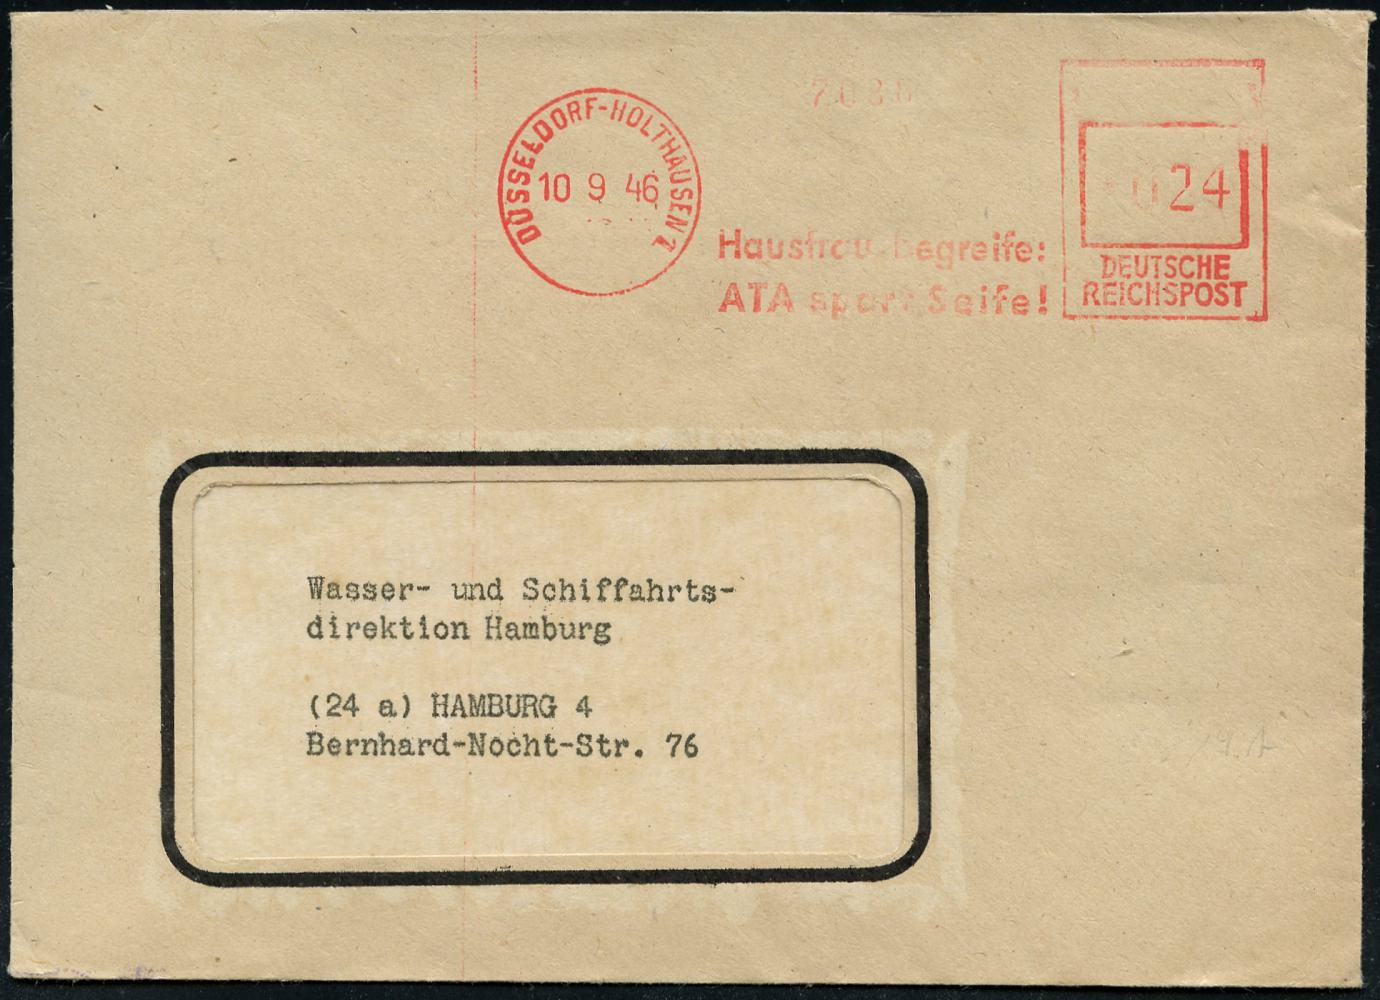 DÜSSELDORF-HOLTHAUSEN
10 9 46
Hausfrau begreife:
ATA spart Seife!
024
DEUTSCHE
REICHSPOST
Wasser- und Schiffahrts-
direktion Hamburg
(24 a) HAMBURG 4
Bernhard-Nocht-Str. 76